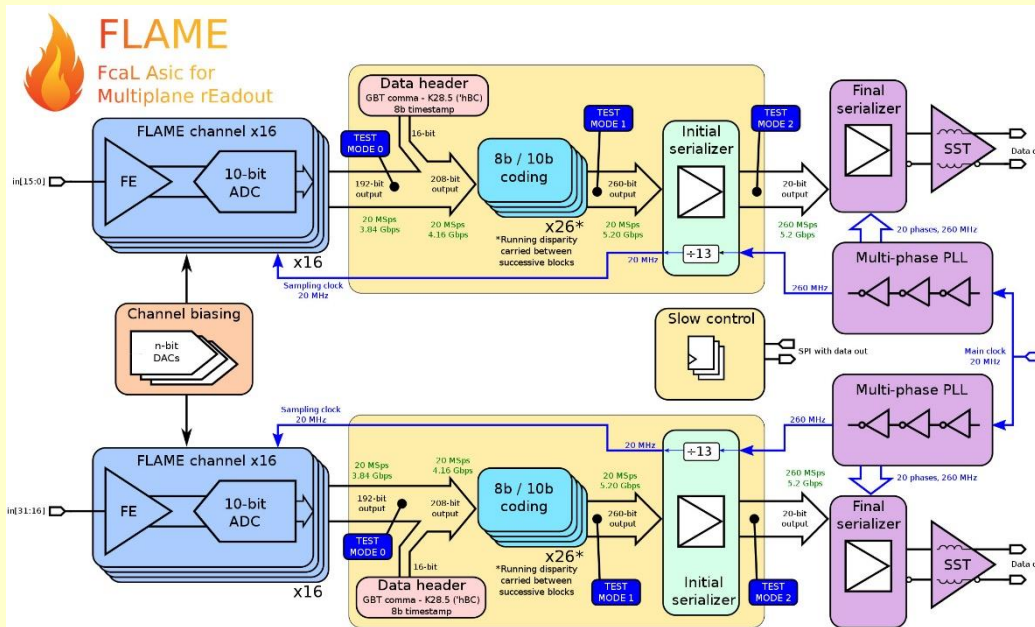 FLAME
FcaL Asic for
Multiplane rEadout
FLAME channel x16
FE
10-bit
ADC
x16
in[15:0]
Data header
GBT comma - K28.5 ('hBC)
8b timestamp
16-bit
TEST
MODE 0
192-bit
output
208-bit
output
20 MSps
3.84 Gbps
20 MSps
4.16 Gbps
8b / 10b
coding
x26*
*Running disparity
carried between
successive blocks
TEST
MODE 1
260-bit
output
20 MSps
5.20 Gbps
Initial
serializer
÷13
20 MHz
TEST
MODE 2
20-bit
output
260 MSps
5.2 Gbps
Final
serializer
SST
Data o
20 phases, 260 MHz
Multi-phase PLL
260 MHz
Sampling clock
20 MHz
Channel biasing
n-bit
DACs
Slow control
SPI with data out
Main clock
20 MHz
Multi-phase PLL
260 MHz
20 phases, 260 MHz
Sampling clock
20 MHz
÷13
20 MHz
FLAME channel x16
FE
10-bit
ADC
x16
in[31:16]
20 MSps
3.84 Gbps
20 MSps
4.16 Gbps
192-bit
output
208-bit
output
TEST
MODE 0
16-bit
Data header
GBT comma - K28.5 ('hBC)
8b timestamp
8b / 10b
coding
x26*
*Running disparity
carried between
successive blocks
20 MSps
5.20 Gbps
260-bit
output
TEST
MODE 1
Initial
serializer
260 MSps
5.2 Gbps
20-bit
output
TEST
MODE 2
Final
serializer
SST
Data o